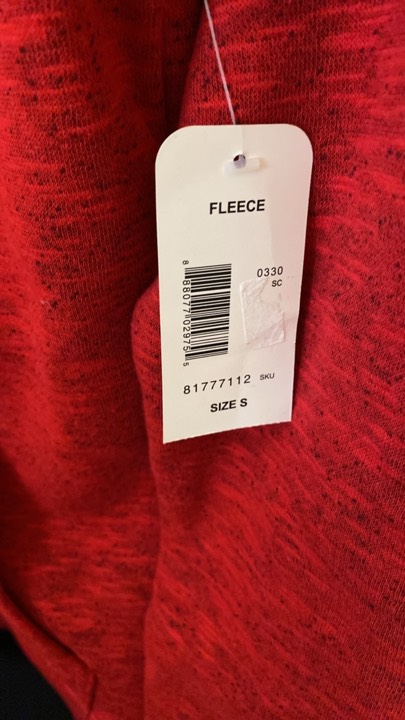 FLEECE
0330
SC
8 88077 02975 5
81777112 SKU
SIZE S